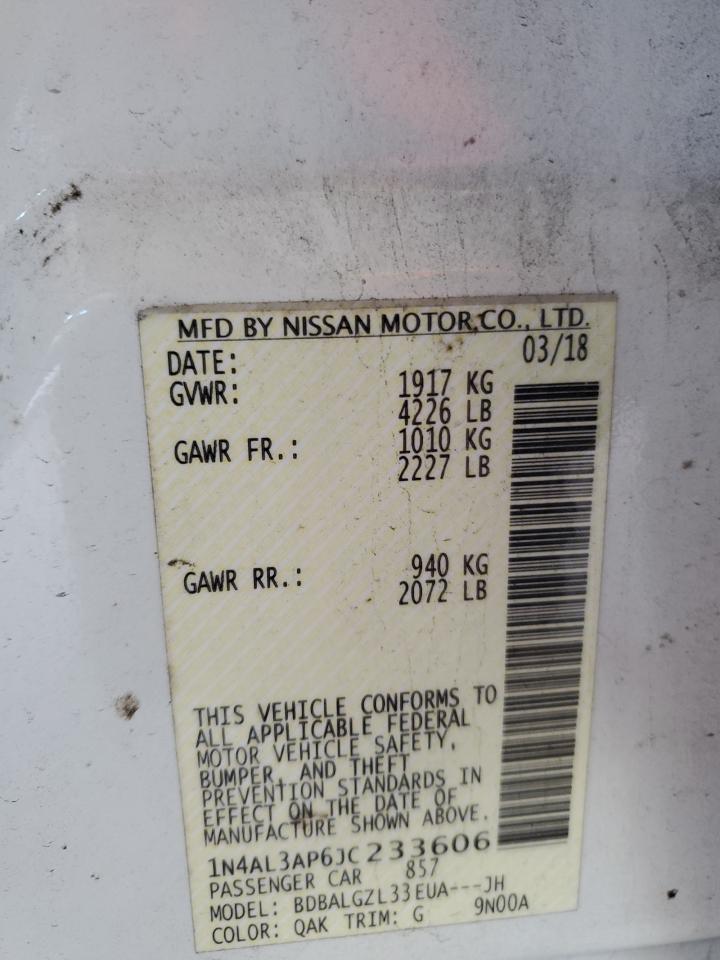 MFD BY NISSAN MOTOR CO., LTD.
DATE: 03/18
GVWR: 1917 KG
4226 LB
GAWR FR.: 1010 KG
2227 LB
GAWR RR.: 940 KG
2072 LB
THIS VEHICLE CONFORMS TO
ALL APPLICABLE FEDERAL
MOTOR VEHICLE SAFETY,
BUMPER, AND THEFT
PREVENTION STANDARDS IN
EFFECT ON THE DATE OF
MANUFACTURE SHOWN ABOVE.
1N4AL3AP6JC233606
PASSENGER CAR 857
MODEL: BDBALGZL33EUA---JH
COLOR: QAK TRIM: G 9N00A